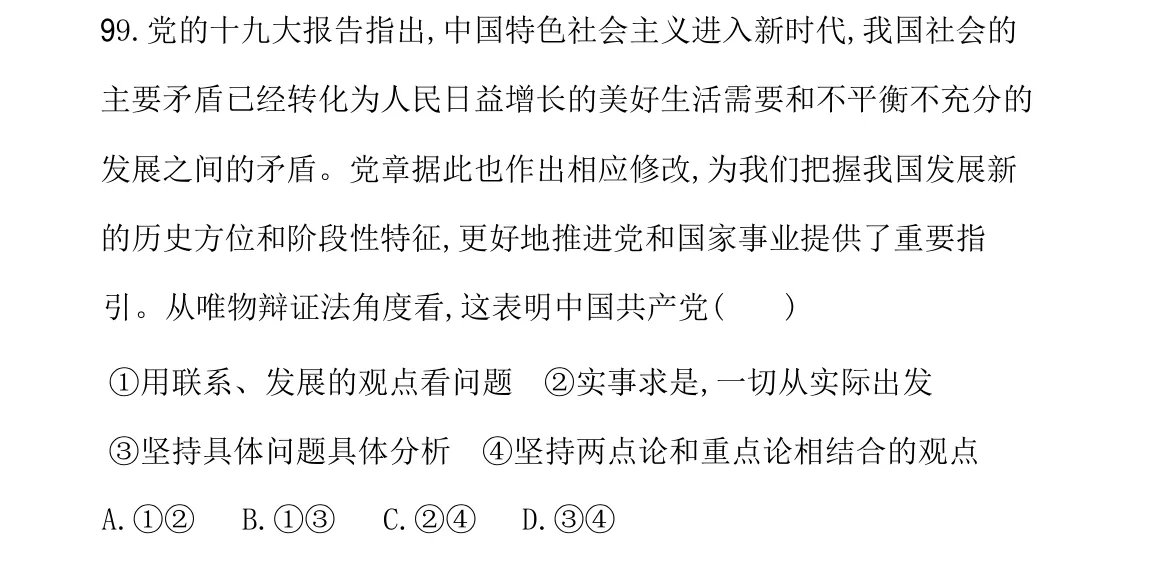 99.党的十九大报告指出,中国特色社会主义进入新时代,我国社会的
主要矛盾已经转化为人民日益增长的美好生活需要和不平衡不充分的
发展之间的矛盾。党章据此也作出相应修改,为我们把握我国发展新
的历史方位和阶段性特征,更好地推进党和国家事业提供了重要指
引。从唯物辩证法角度看,这表明中国共产党(　　)
①用联系、发展的观点看问题　②实事求是,一切从实际出发
③坚持具体问题具体分析　④坚持两点论和重点论相结合的观点
A.①②　B.①③　C.②④　D.③④